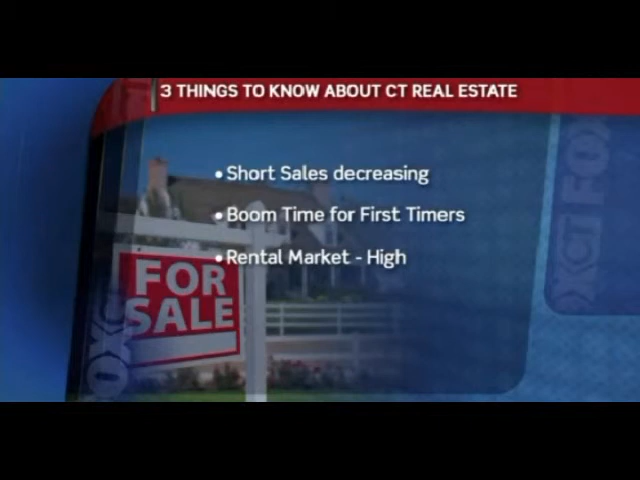 3 THINGS TO KNOW ABOUT CT REAL ESTATE
• Short Sales decreasing
• Boom Time for First Timers
• Rental Market - High
FOR
SALE
FOXCT